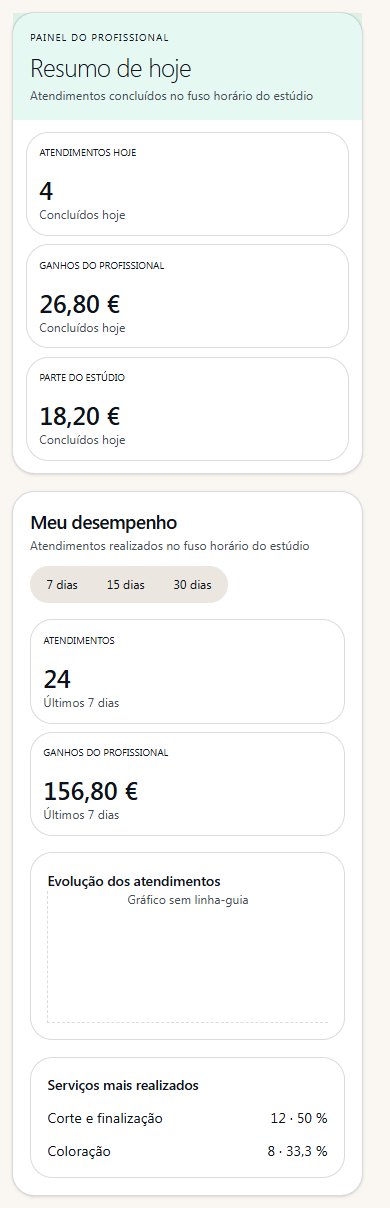 PAINEL DO PROFISSIONAL
Resumo de hoje
Atendimentos concluídos no fuso horário do estúdio
ATENDIMENTOS HOJE
4
Concluídos hoje
GANHOS DO PROFISSIONAL
26,80 €
Concluídos hoje
PARTE DO ESTÚDIO
18,20 €
Concluídos hoje
Meu desempenho
Atendimentos realizados no fuso horário do estúdio
7 dias 15 dias 30 dias
ATENDIMENTOS
24
Últimos 7 dias
GANHOS DO PROFISSIONAL
156,80 €
Últimos 7 dias
Evolução dos atendimentos
Gráfico sem linha-guia
Serviços mais realizados
Corte e finalização 12 · 50 %
Coloração 8 · 33,3 %